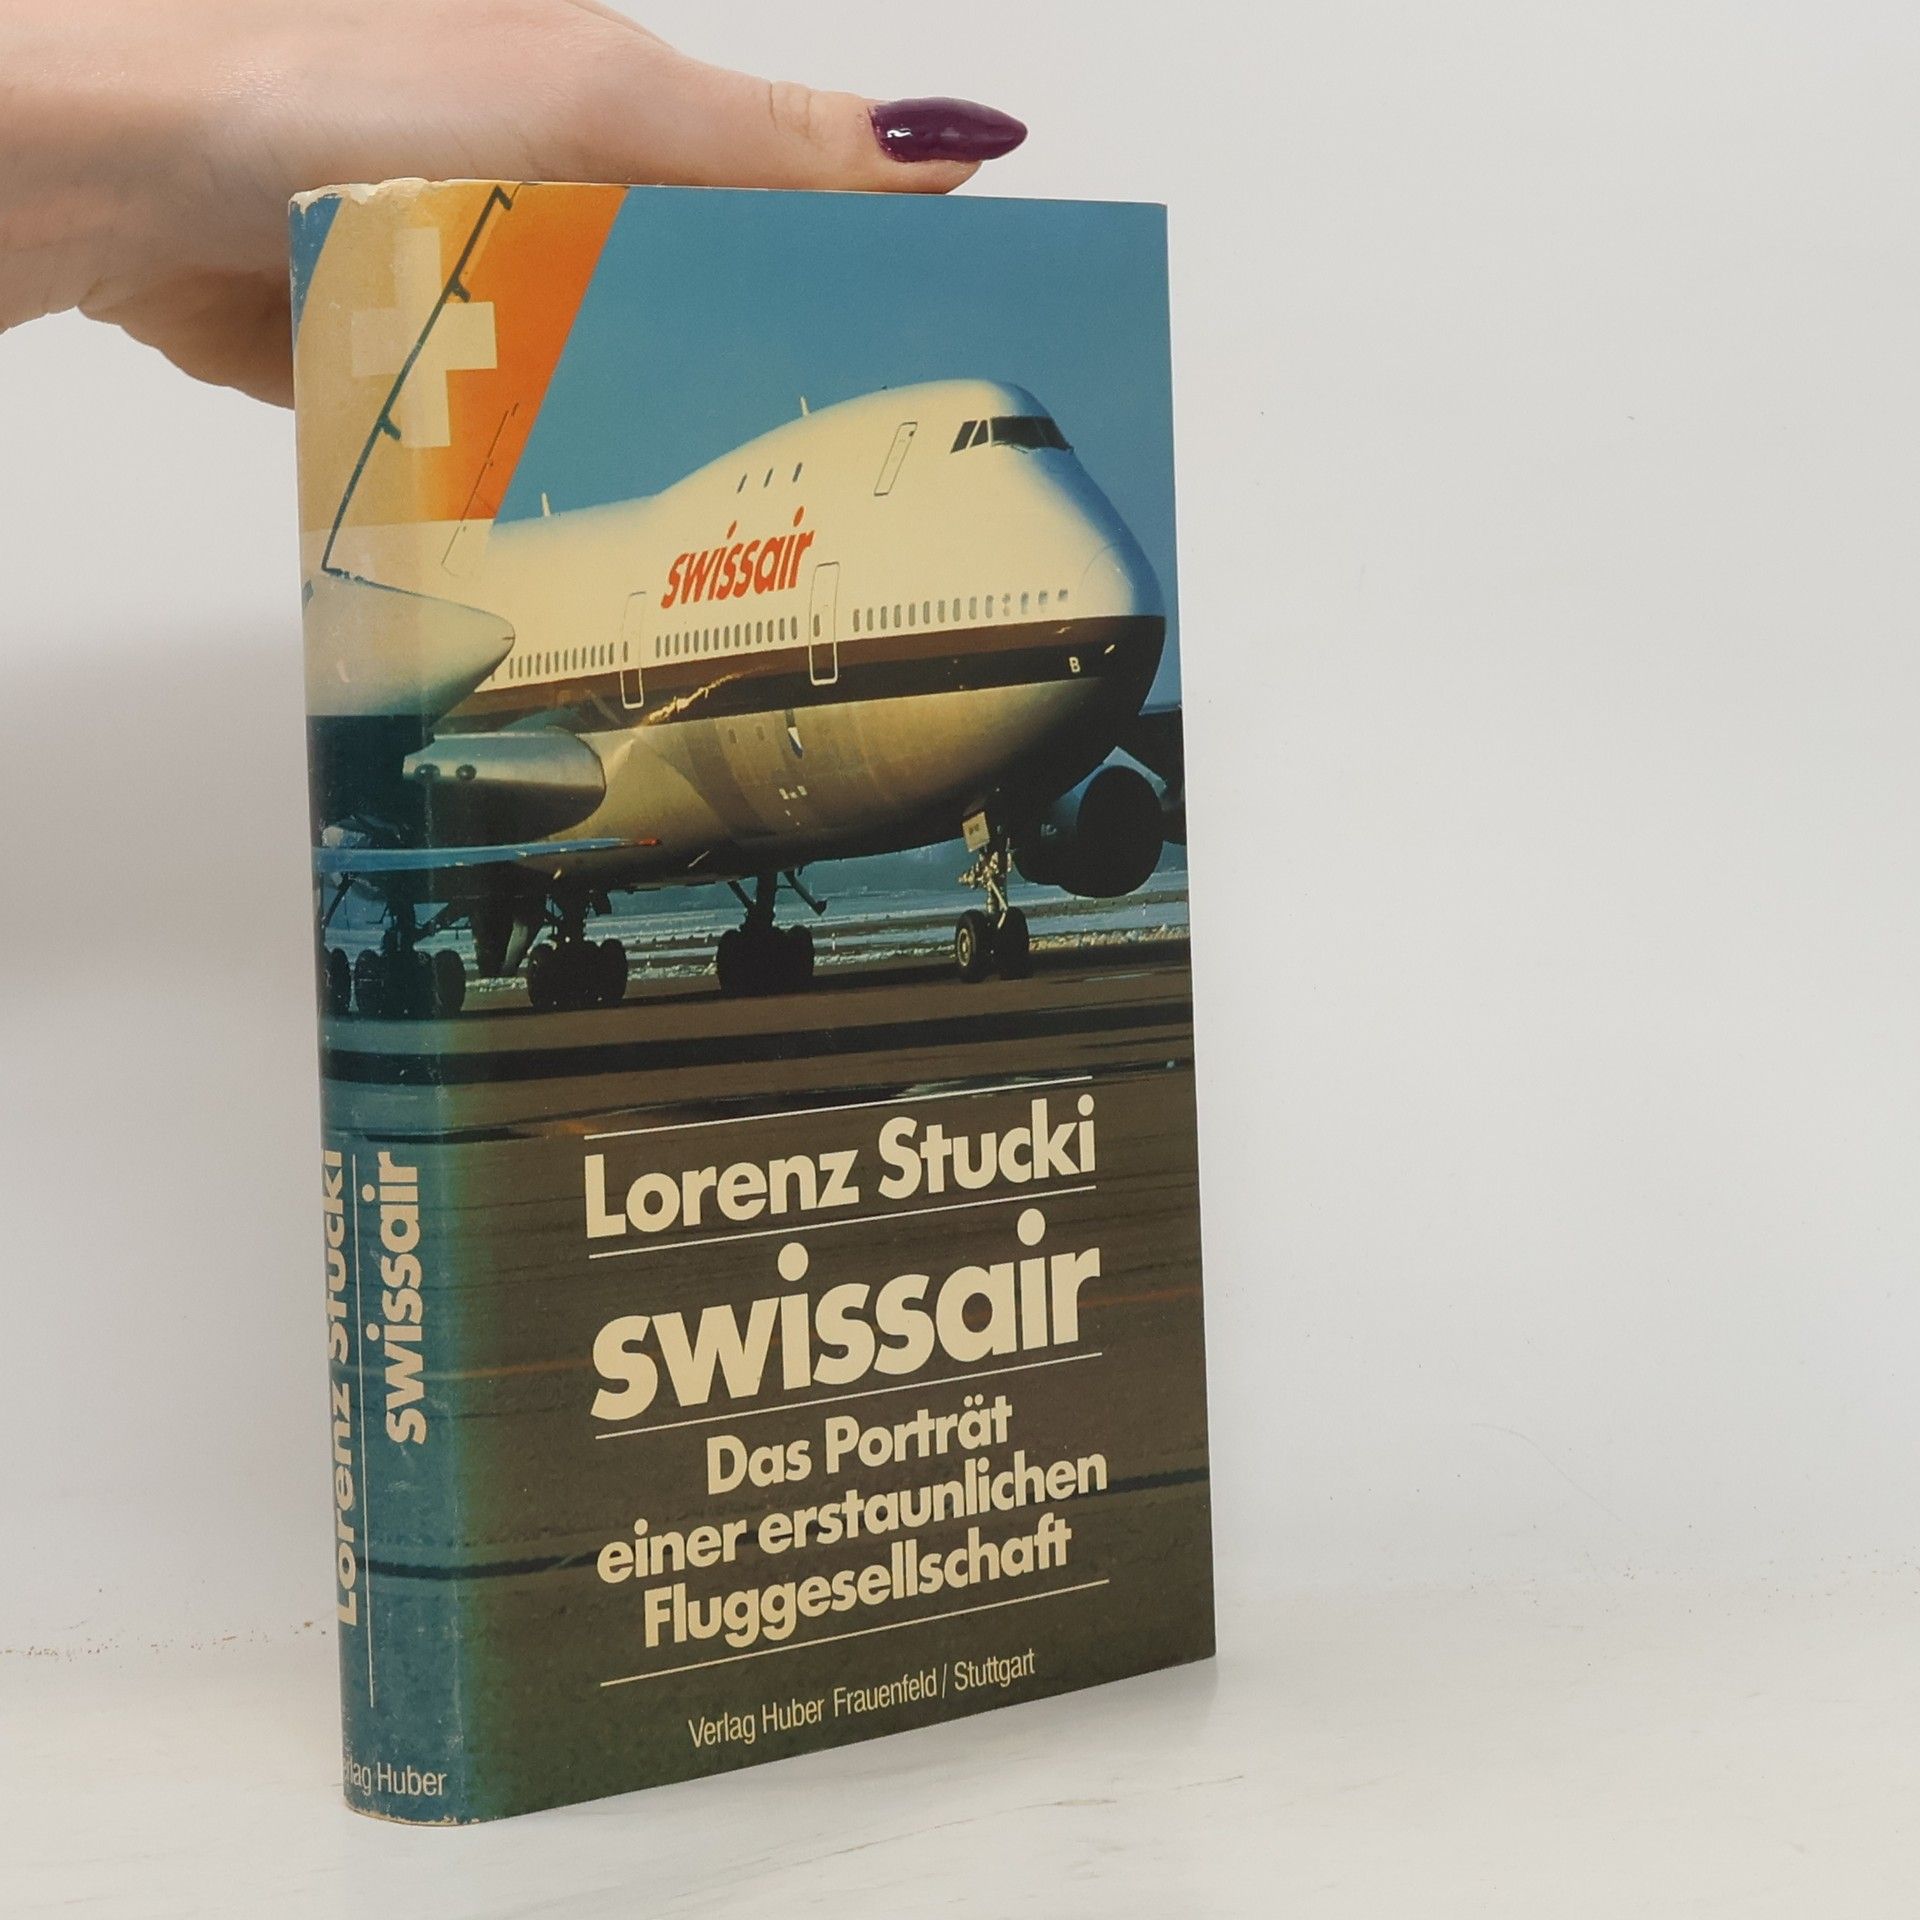 swissair
B
Lorenz Stucki
swissair
Das Porträt
einer erstaunlichen
Fluggesellschaft
Verlag Huber Frauenfeld / Stuttgart
Lorenz Stucki
swissair
Verlag Huber